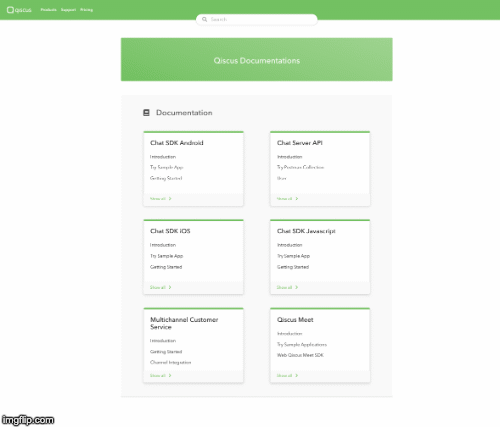 Qiscus Products Support Pricing
Search
Qiscus Documentations
Documentation
Chat SDK Android
Introduction
Try Sample App
Getting Started
Show all >
Chat Server API
Introduction
Try Postman Collection
User
Show all >
Chat SDK iOS
Introduction
Try Sample App
Getting Started
Show all >
Chat SDK Javascript
Introduction
Try Sample App
Getting Started
Show all >
Multichannel Customer
Service
Introduction
Getting Started
Channel Integration
Show all >
Qiscus Meet
Introduction
Try Sample Applications
Web Qiscus Meet SDK
Show all >
imgflip.com